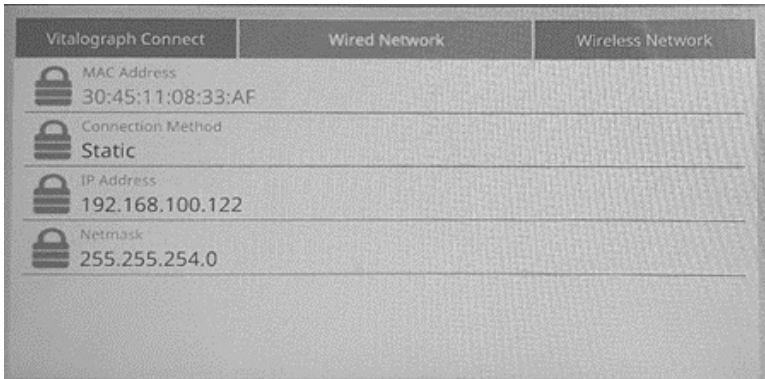 Vitalograph Connect Wired Network Wireless Network
MAC Address
30:45:11:08:33:AF
Connection Method
Static
IP Address
192.168.100.122
Netmask
255.255.254.0